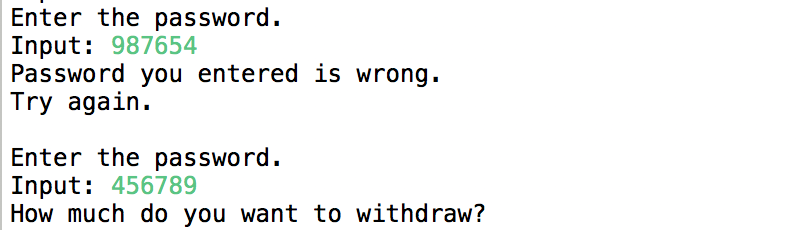 Enter the password.
Input: 987654
Password you entered is wrong.
Try again.
Enter the password.
Input: 456789
How much do you want to withdraw?